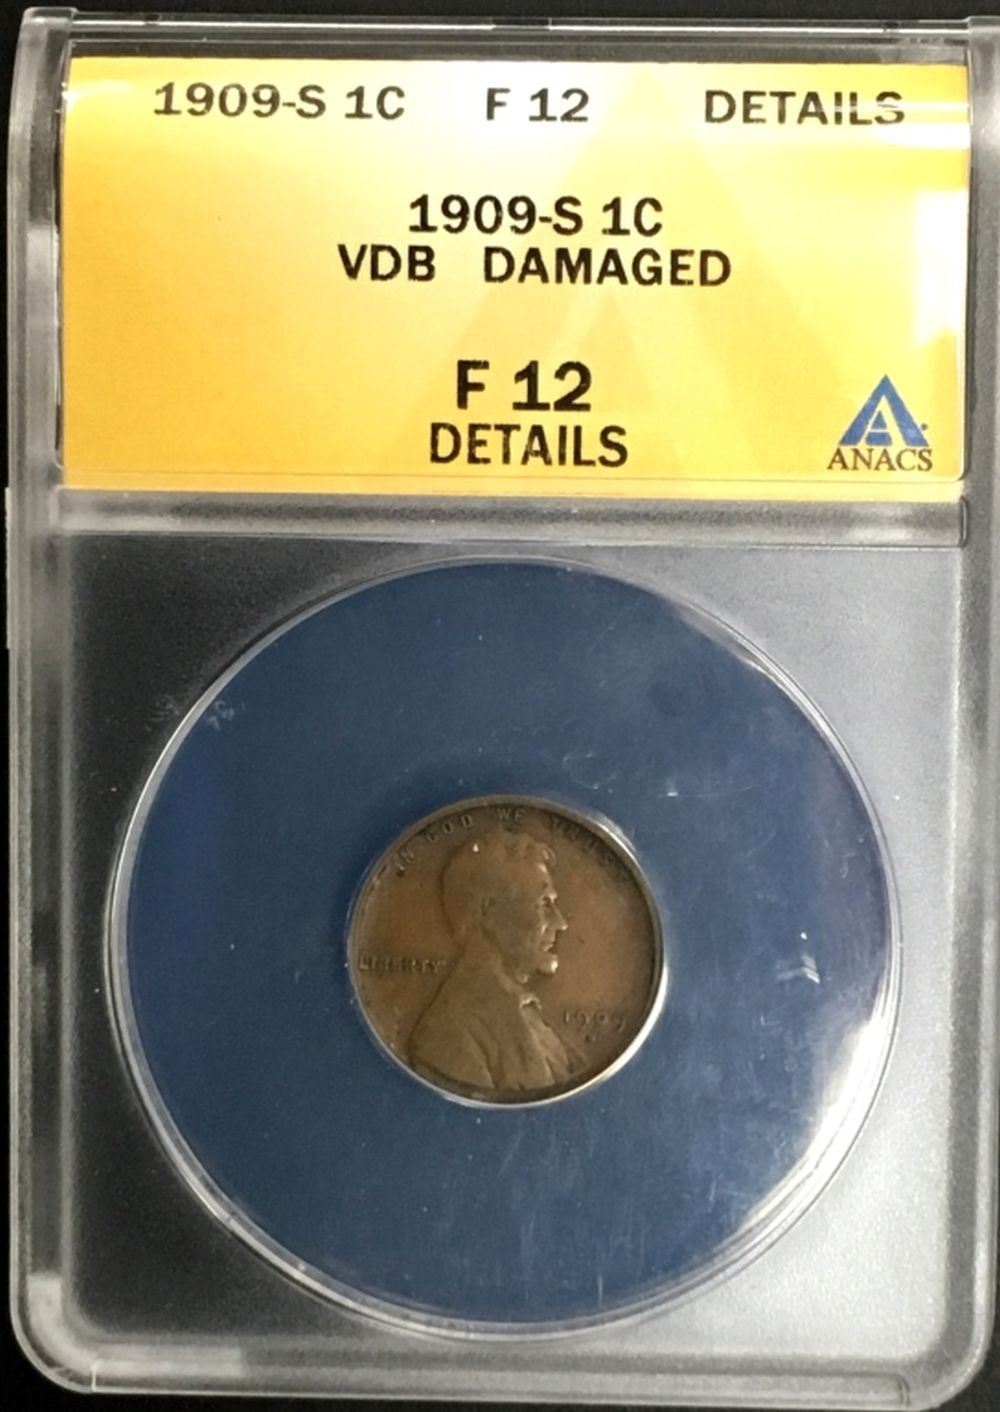 1909-S 1C F 12 DETAILS
1909-S 1C
VDB DAMAGED
F 12
DETAILS
ANACS
IN GOD WE TRUST
LIBERTY
1909